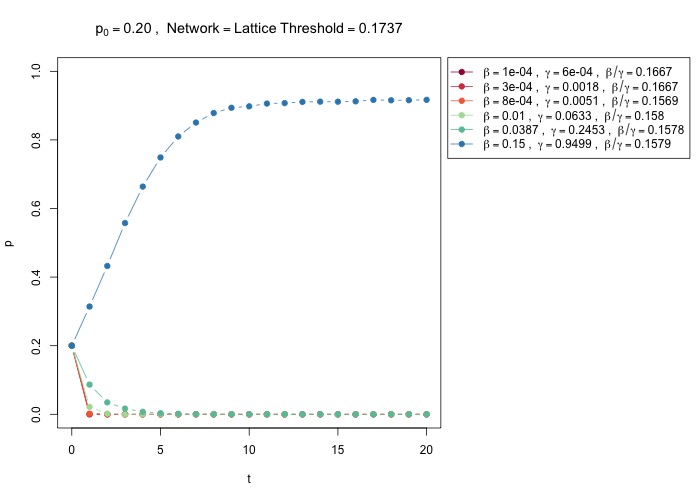 p₀ = 0.20 , Network = Lattice Threshold = 0.1737
β = 1e-04 , γ = 6e-04 , β/γ = 0.1667
β = 3e-04 , γ = 0.0018 , β/γ = 0.1667
β = 8e-04 , γ = 0.0051 , β/γ = 0.1569
β = 0.01 , γ = 0.0633 , β/γ = 0.158
β = 0.0387 , γ = 0.2453 , β/γ = 0.1578
β = 0.15 , γ = 0.9499 , β/γ = 0.1579
1.0
0.8
0.6
0.4
0.2
0.0
p
0 5 10 15 20
t